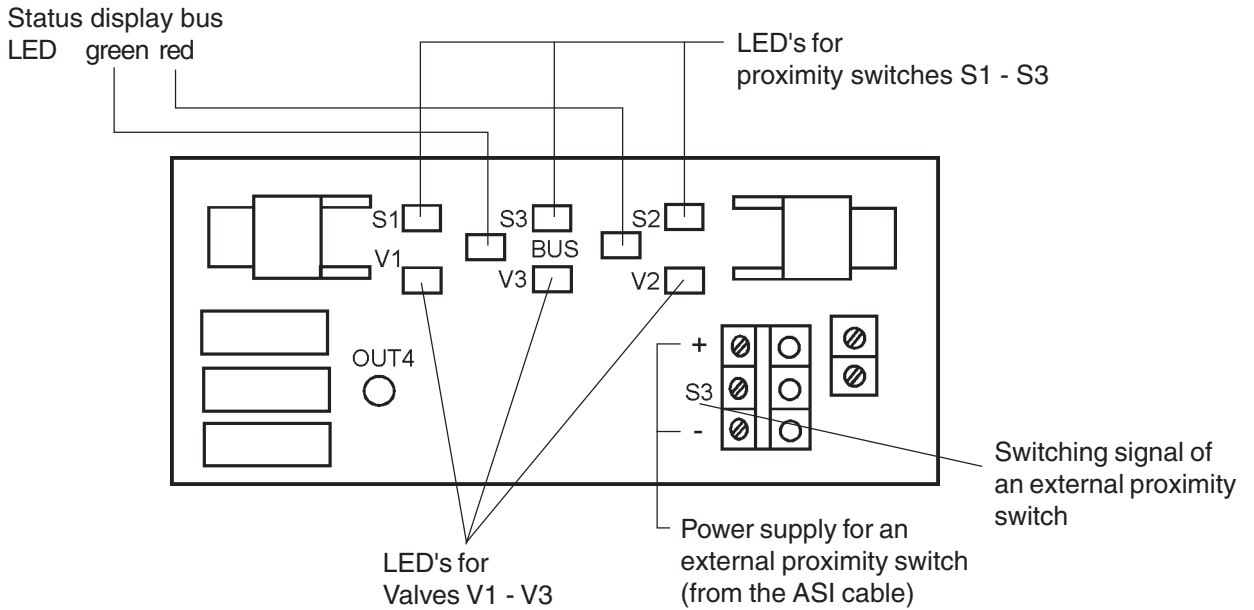 Status display bus
LED green red
LED's for
proximity switches S1 - S3
S1
S3
S2
BUS
V1
V3
V2
OUT4
+
S3
-
Switching signal of
an external proximity
switch
Power supply for an
external proximity switch
(from the ASI cable)
LED's for
Valves V1 - V3